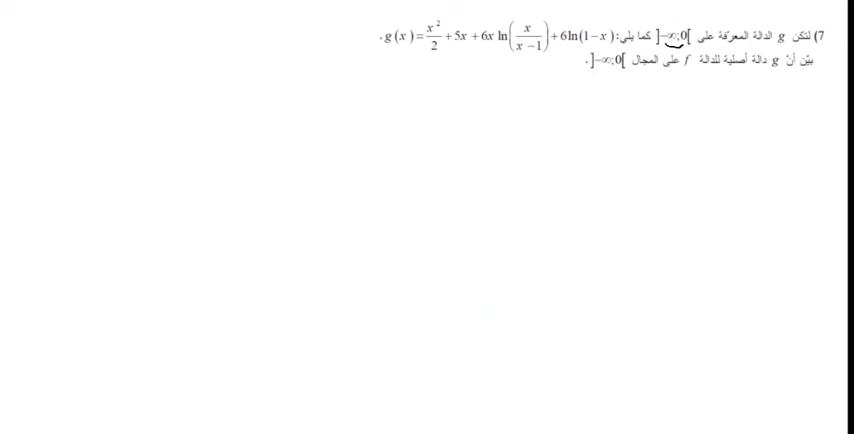 7) لتكن g الدالة المعرّفة على ]−∞;0[ كما يلي: g(x)=x²/2+5x+6x ln(x/(x−1))+6ln(1−x).
بيّن أنّ g دالة أصلية للدالة f على المجال ]−∞;0[.